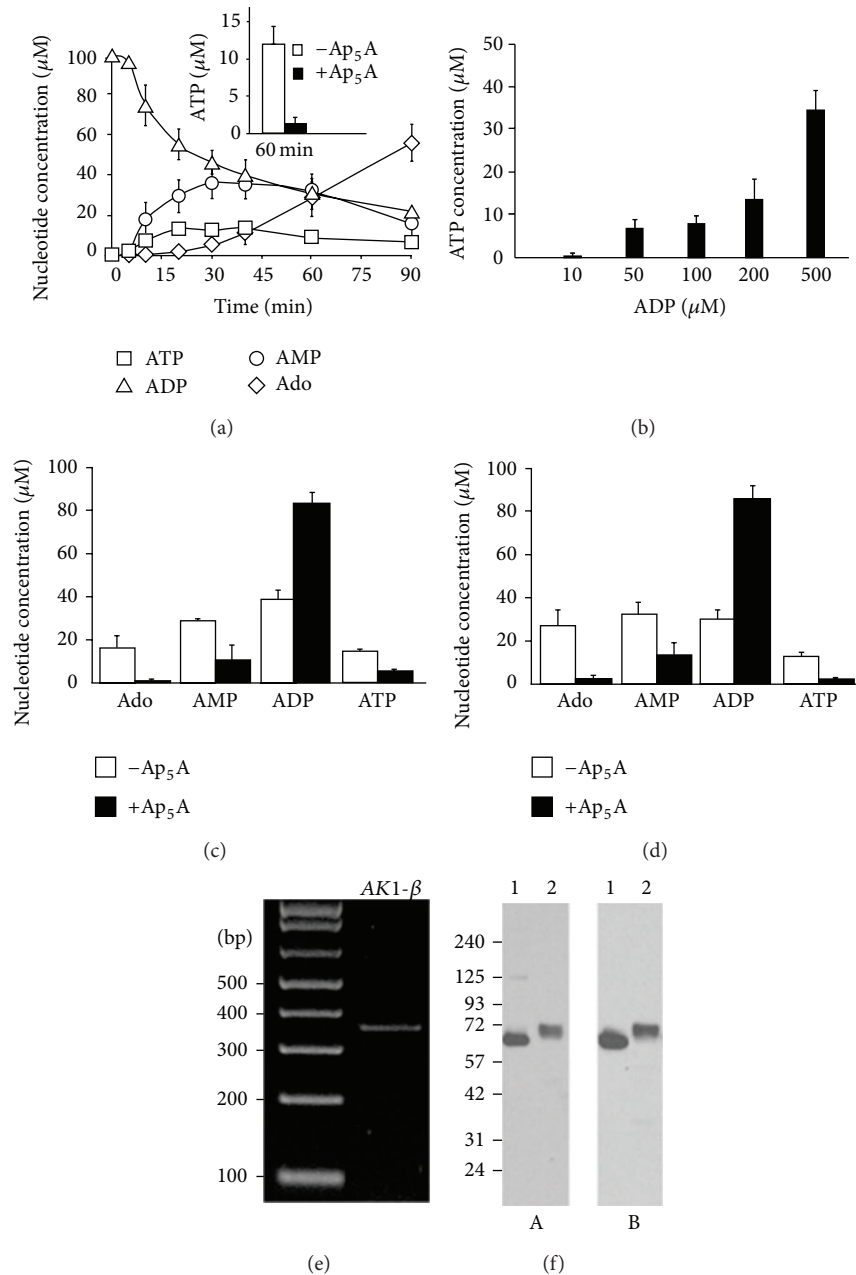 Nucleotide concentration (μM)
100
80
60
40
20
0
0 15 30 45 60 75 90
Time (min)
ATP (μM)
15
10
5
0
60 min
−Ap5A
+Ap5A
ATP
AMP
ADP
Ado
(a)
ATP concentration (μM)
50
40
30
20
10
0
10 50 100 200 500
ADP (μM)
(b)
Nucleotide concentration (μM)
100
80
60
40
20
0
Ado AMP ADP ATP
−Ap5A
+Ap5A
(c)
Nucleotide concentration (μM)
100
80
60
40
20
0
Ado AMP ADP ATP
−Ap5A
+Ap5A
(d)
AK1-β
(bp)
500
400
300
200
100
(e)
1 2 1 2
240
125
93
72
57
42
31
24
A B
(f)